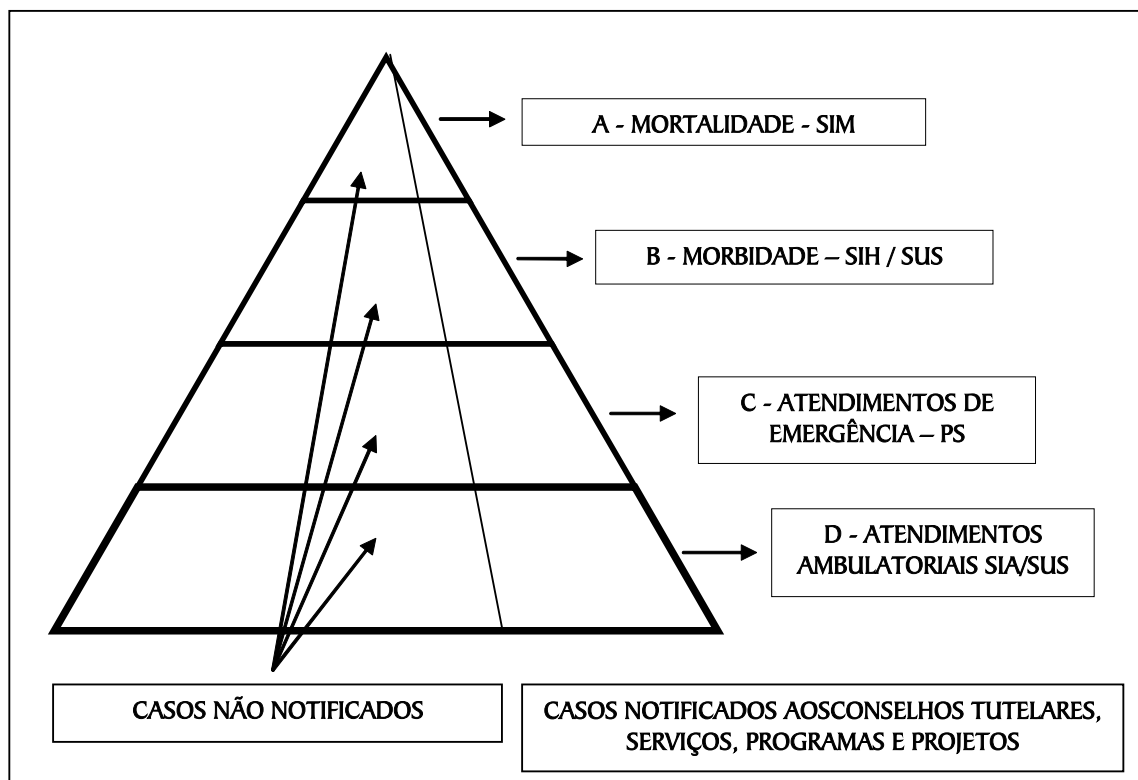 A - MORTALIDADE - SIM
B - MORBIDADE – SIH / SUS
C - ATENDIMENTOS DE
EMERGÊNCIA – PS
D - ATENDIMENTOS
AMBULATORIAIS SIA/SUS
CASOS NÃO NOTIFICADOS
CASOS NOTIFICADOS AOSCONSELHOS TUTELARES,
SERVIÇOS, PROGRAMAS E PROJETOS